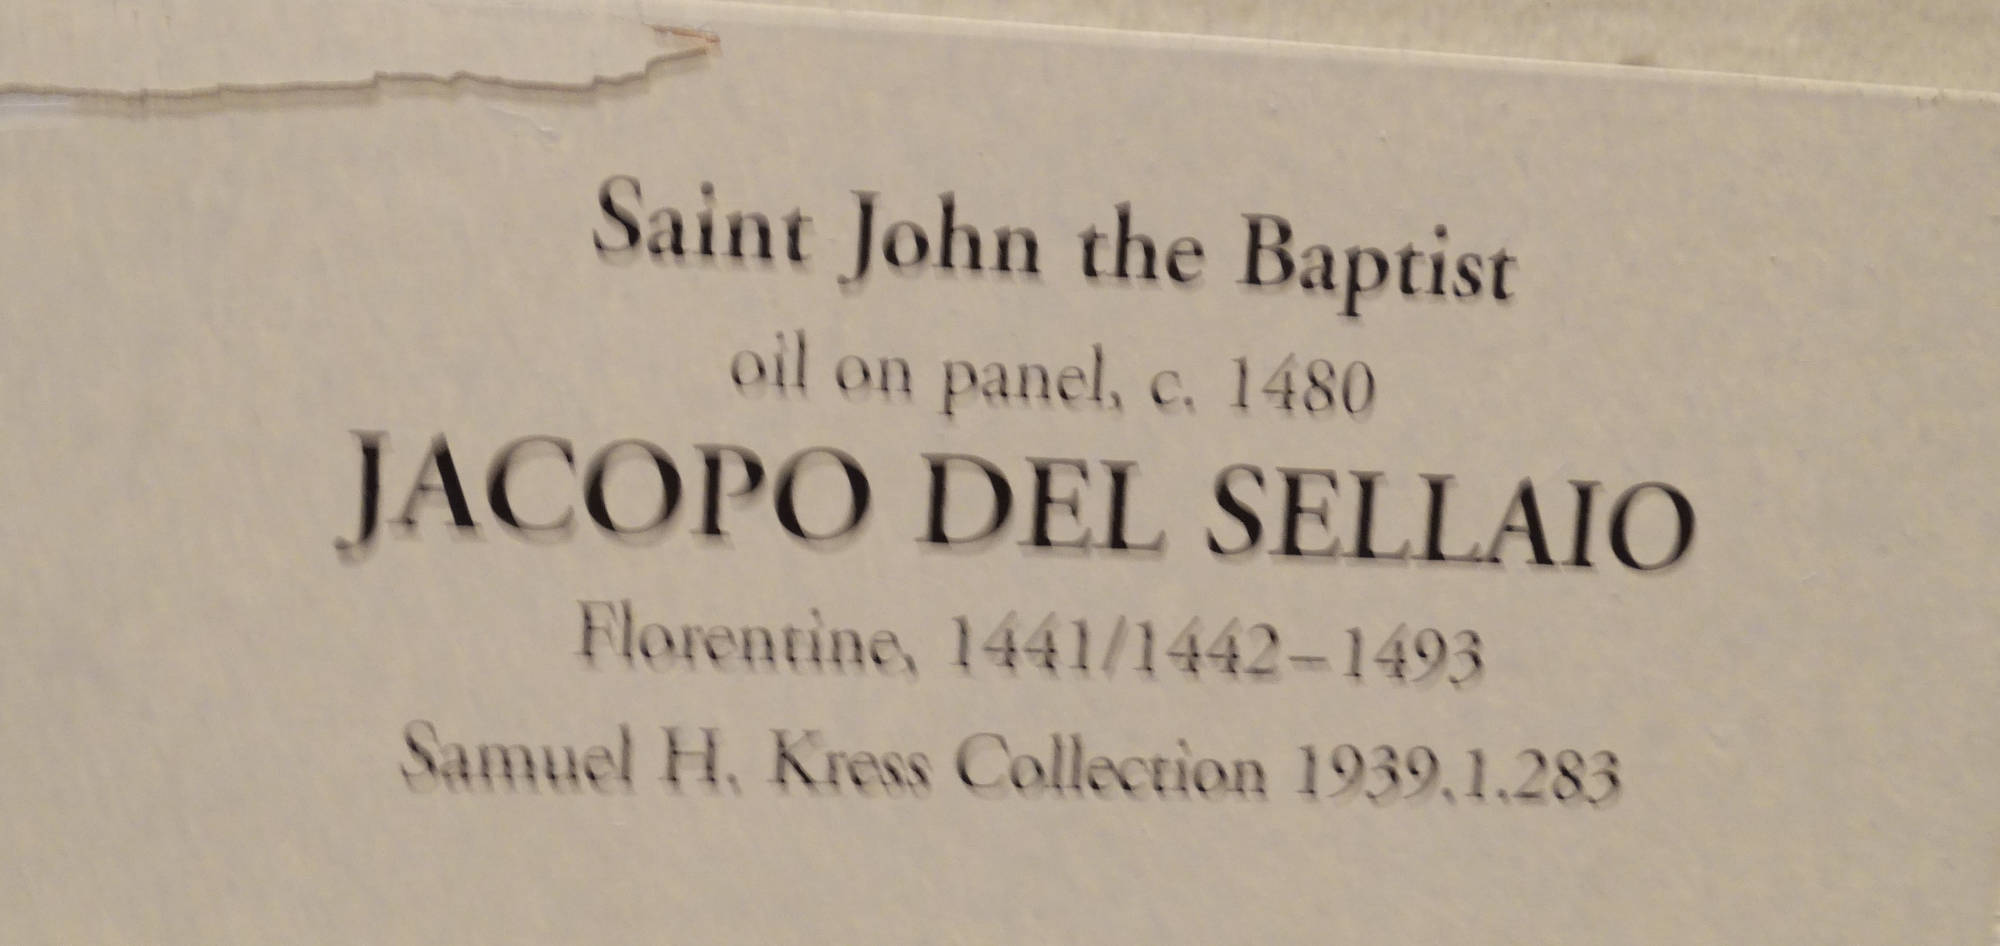 Saint John the Baptist
oil on panel, c. 1480
JACOPO DEL SELLAIO
Florentine, 1441/1442–1493
Samuel H. Kress Collection 1939.1.283